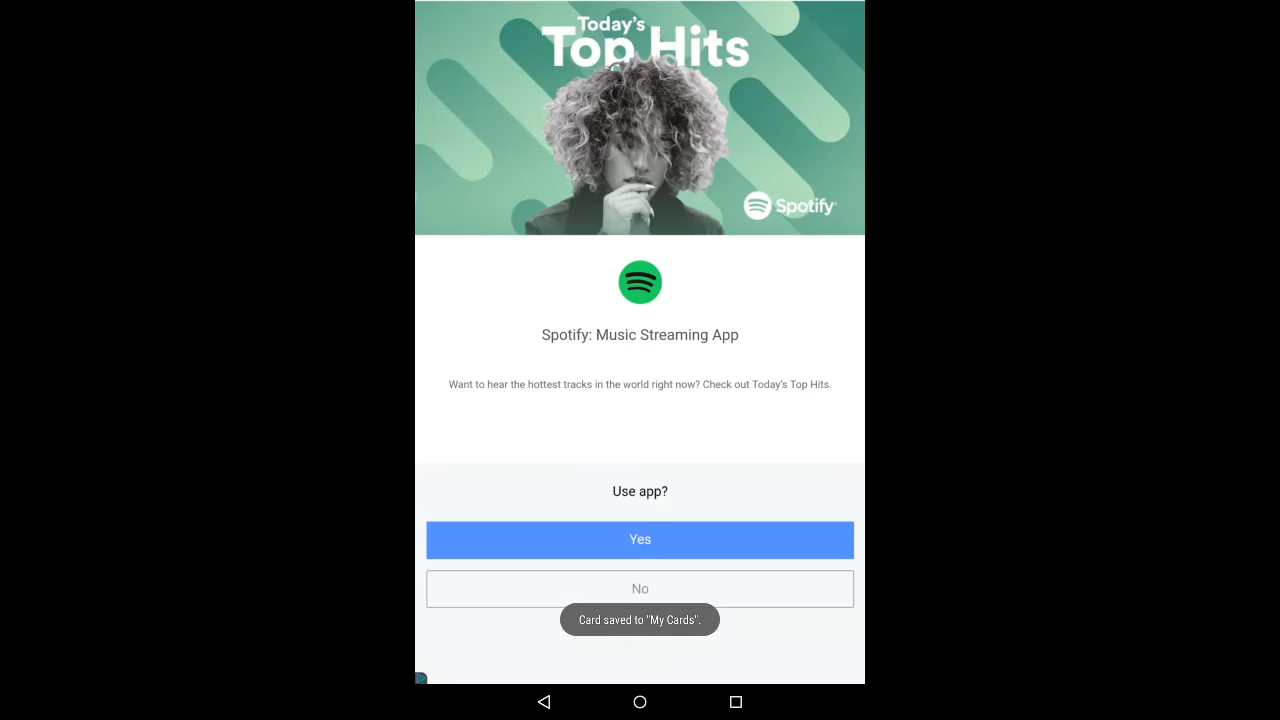 Today's
Top Hits
Spotify
Spotify: Music Streaming App
Want to hear the hottest tracks in the world right now? Check out Today's Top Hits.
Use app?
Yes
No
Card saved to "My Cards".